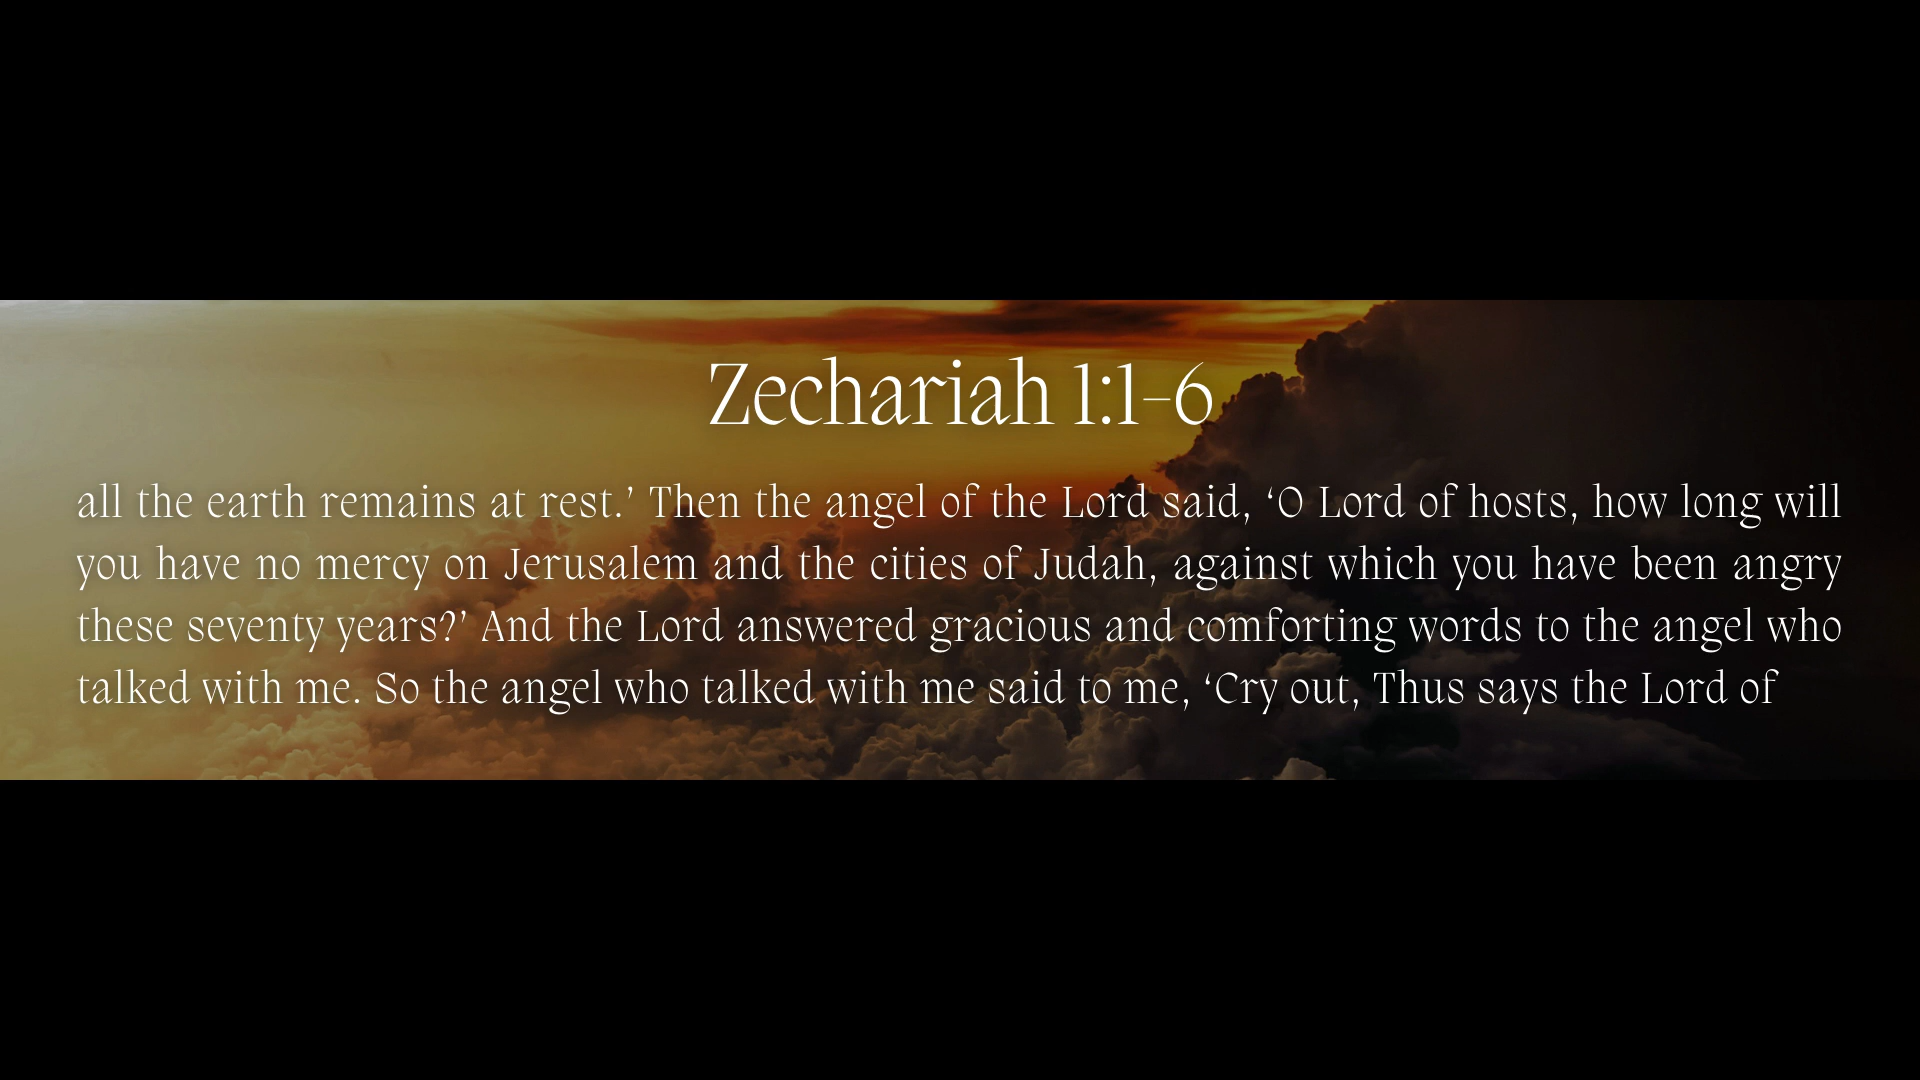 Zechariah 1:1-6
all the earth remains at rest.’ Then the angel of the Lord said, ‘O Lord of hosts, how long will
you have no mercy on Jerusalem and the cities of Judah, against which you have been angry
these seventy years?’ And the Lord answered gracious and comforting words to the angel who
talked with me. So the angel who talked with me said to me, ‘Cry out, Thus says the Lord of